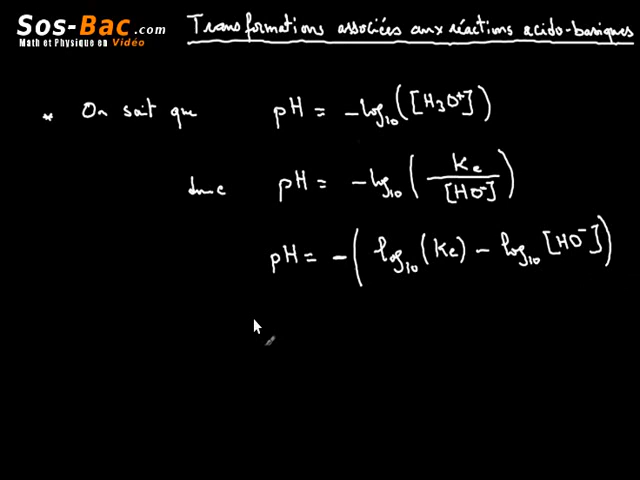 Sos-Bac.com
Math et Physique en Vidéo
Transformations associées aux réactions acido-basiques
* On sait que pH = -log₁₀([H₃O⁺])
donc pH = -log₁₀(Ke/[HO⁻])
pH = -(log₁₀(Ke) - log₁₀[HO⁻])